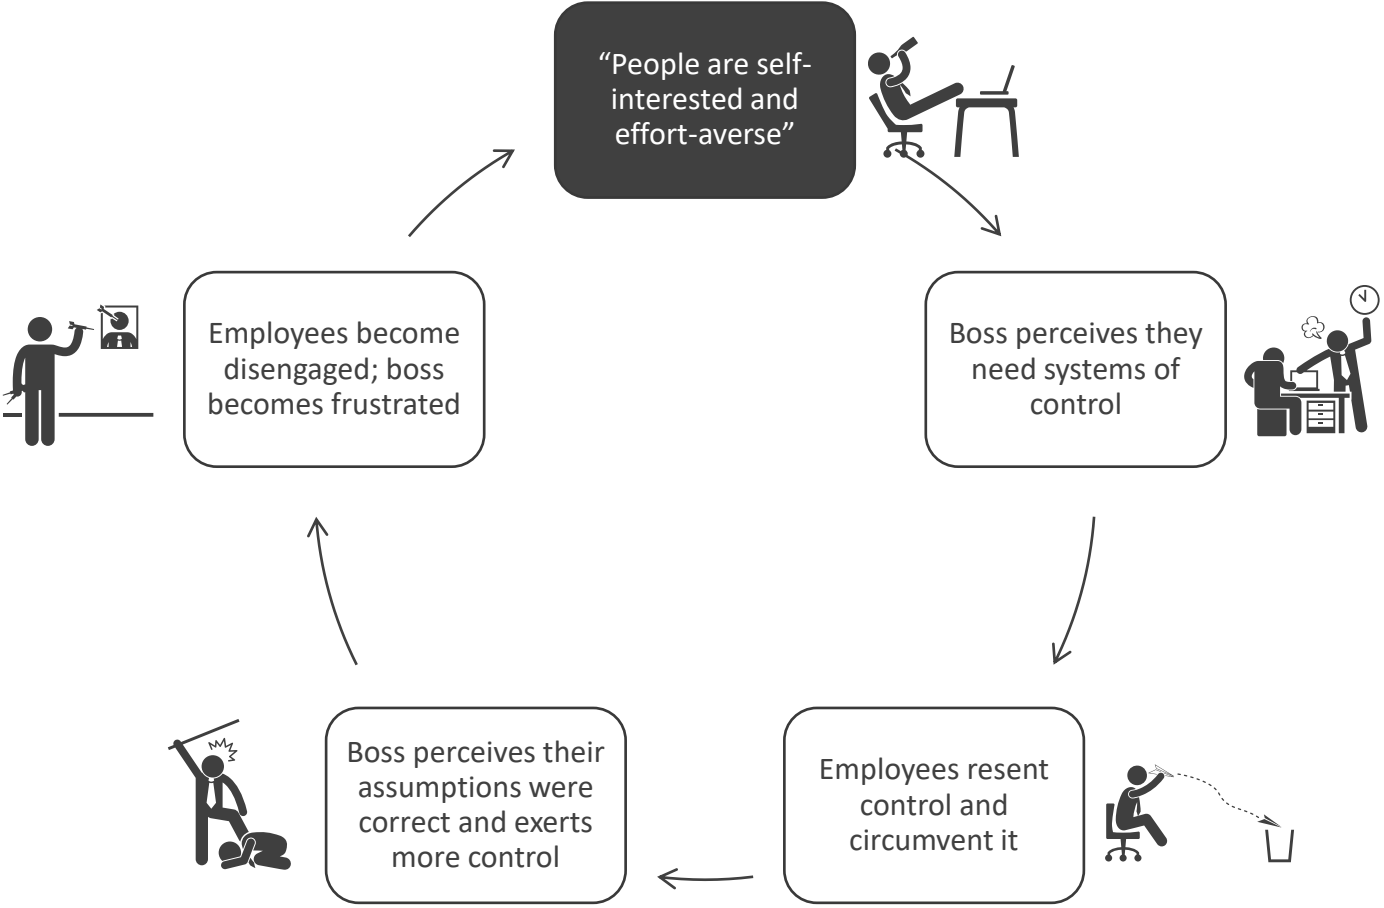 “People are self-
interested and
effort-averse”
Boss perceives they
need systems of
control
Employees resent
control and
circumvent it
Boss perceives their
assumptions were
correct and exerts
more control
Employees become
disengaged; boss
becomes frustrated